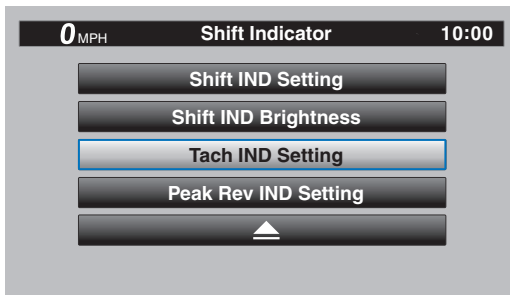 0 MPH Shift Indicator 10:00
Shift IND Setting
Shift IND Brightness
Tach IND Setting
Peak Rev IND Setting